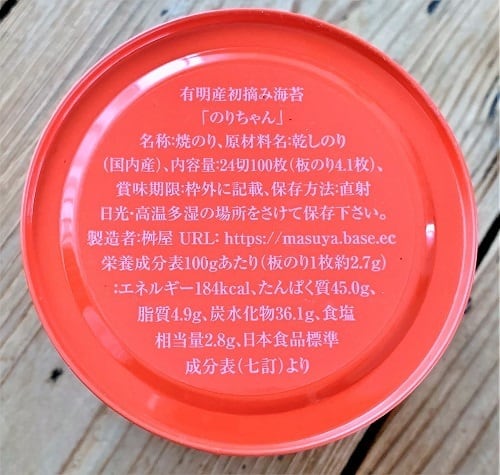 有明産初摘み海苔
「のりちゃん」
名称:焼のり、原材料名:乾しのり
(国内産)、内容量:24切100枚(板のり4.1枚)、
賞味期限:枠外に記載、保存方法:直射
日光・高温多湿の場所をさけて保存下さい。
製造者:桝屋 URL: https://masuya.base.ec
栄養成分表100gあたり(板のり1枚約2.7g)
:エネルギー184kcal、たんぱく質45.0g、
脂質4.9g、炭水化物36.1g、食塩
相当量2.8g、日本食品標準
成分表(七訂)より